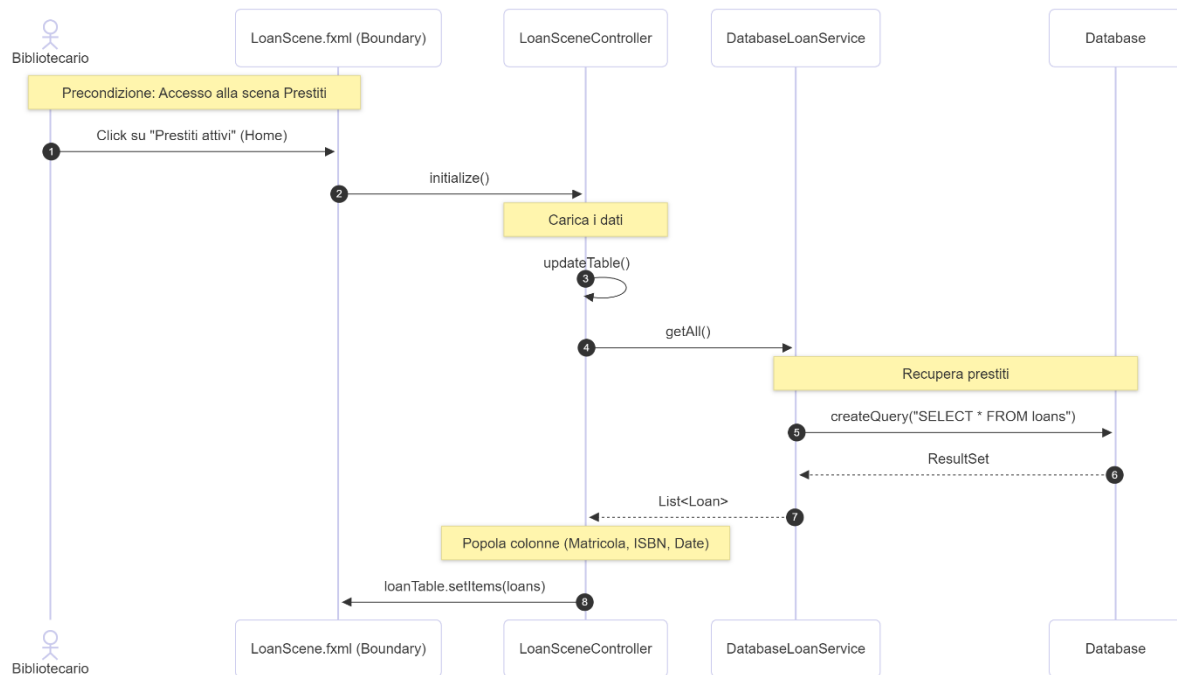 Bibliotecario
LoanScene.fxml (Boundary)
LoanSceneController
DatabaseLoanService
Database
Precondizione: Accesso alla scena Prestiti
1
Click su "Prestiti attivi" (Home)
2
initialize()
Carica i dati
updateTable()
3
getAll()
4
Recupera prestiti
createQuery("SELECT * FROM loans")
5
ResultSet
6
List<Loan>
7
Popola colonne (Matricola, ISBN, Date)
loanTable.setItems(loans)
8
Bibliotecario
LoanScene.fxml (Boundary)
LoanSceneController
DatabaseLoanService
Database